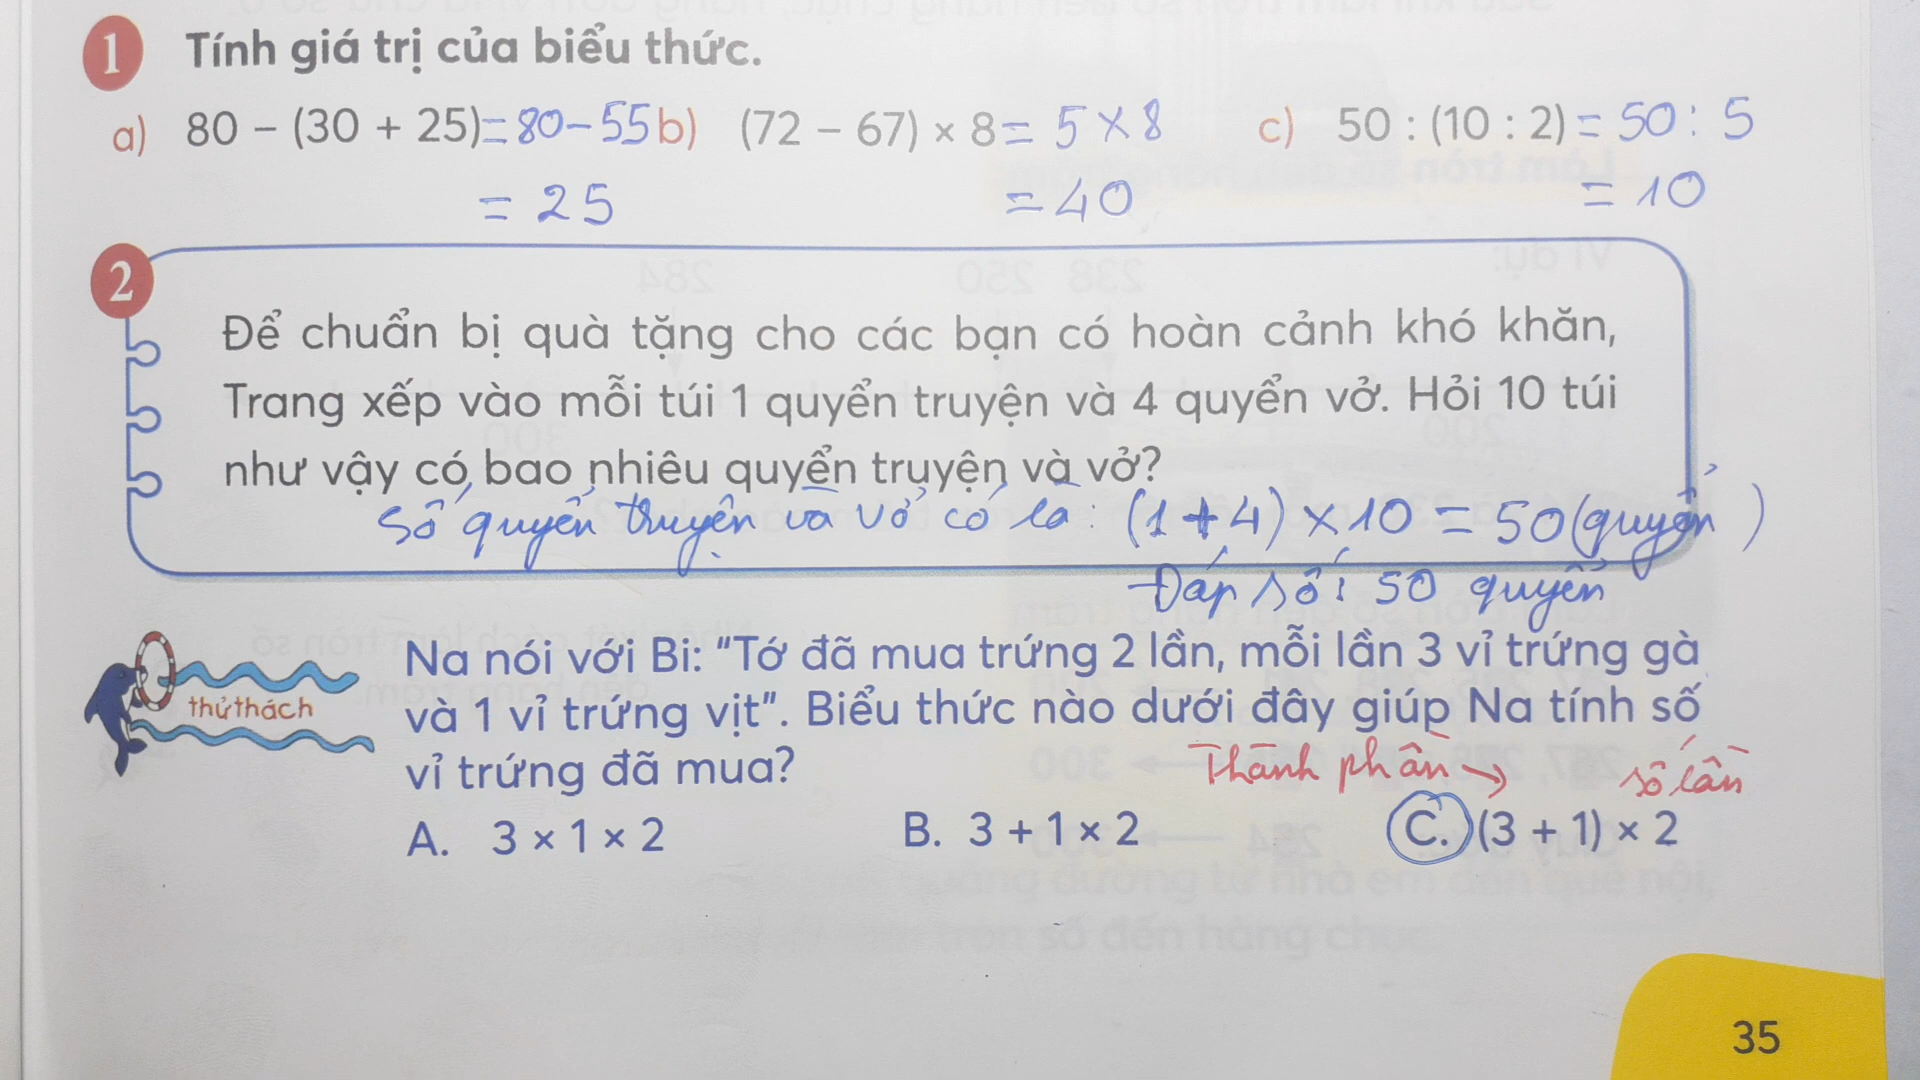 1 Tính giá trị của biểu thức.
a) 80 – (30 + 25) = 80 – 55 b) (72 – 67) × 8 = 5 × 8 c) 50 : (10 : 2) = 50 : 5
= 25 = 40 = 10
2
Để chuẩn bị quà tặng cho các bạn có hoàn cảnh khó khăn,
Trang xếp vào mỗi túi 1 quyển truyện và 4 quyển vở. Hỏi 10 túi
như vậy có bao nhiêu quyển truyện và vở?
Số quyển truyện và vở có là: (1 + 4) × 10 = 50 (quyển)
Đáp số: 50 quyển
thử thách
Na nói với Bi: “Tớ đã mua trứng 2 lần, mỗi lần 3 vỉ trứng gà
và 1 vỉ trứng vịt”. Biểu thức nào dưới đây giúp Na tính số
vỉ trứng đã mua?
Thành phần → số lần
A. 3 × 1 × 2 B. 3 + 1 × 2 C. (3 + 1) × 2
35